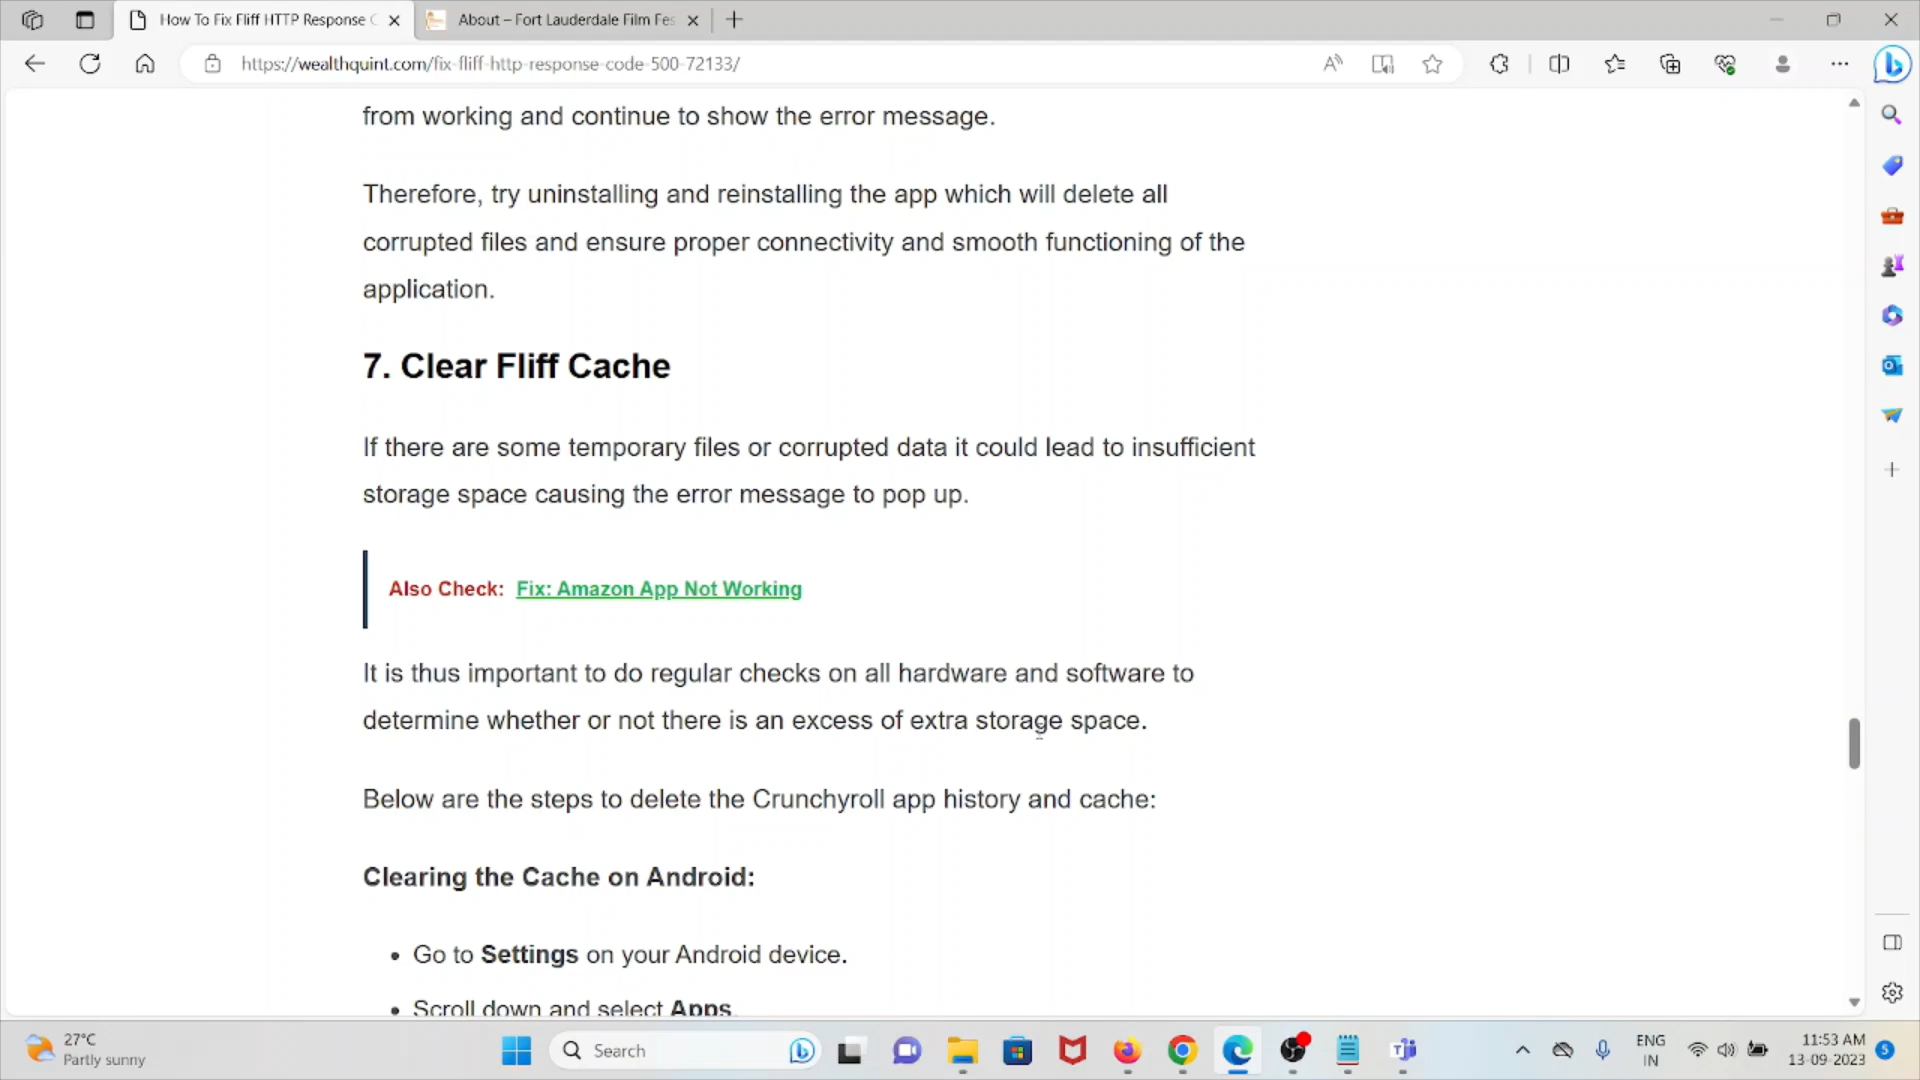 How To Fix Fliff HTTP Response C
About – Fort Lauderdale Film Fes
https://wealthquint.com/fix-fliff-http-response-code-500-72133/
from working and continue to show the error message.
Therefore, try uninstalling and reinstalling the app which will delete all
corrupted files and ensure proper connectivity and smooth functioning of the
application.
7. Clear Fliff Cache
If there are some temporary files or corrupted data it could lead to insufficient
storage space causing the error message to pop up.
Also Check: Fix: Amazon App Not Working
It is thus important to do regular checks on all hardware and software to
determine whether or not there is an excess of extra storage space.
Below are the steps to delete the Crunchyroll app history and cache:
Clearing the Cache on Android:
• Go to Settings on your Android device.
• Scroll down and select Apps.
27°C
Partly sunny
Search
ENG
IN
11:53 AM
13-09-2023
5